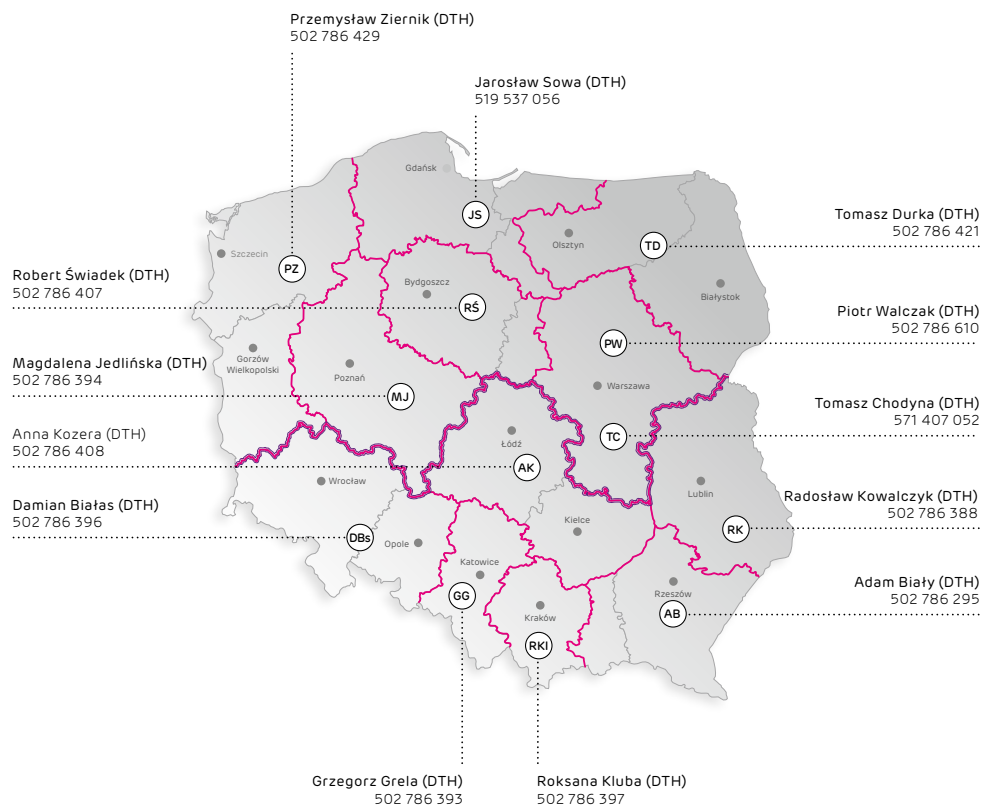 Przemysław Ziernik (DTH)
502 786 429
Jarosław Sowa (DTH)
519 537 056
Gdańsk
JS
Tomasz Durka (DTH)
502 786 421
Olsztyn
TD
Szczecin
PZ
Robert Świadek (DTH)
502 786 407
Bydgoszcz
RŚ
Białystok
Piotr Walczak (DTH)
502 786 610
PW
Gorzów
Wielkopolski
Magdalena Jedlińska (DTH)
502 786 394
Poznań
MJ
Warszawa
Tomasz Chodyna (DTH)
571 407 052
TC
Anna Kozera (DTH)
502 786 408
Łódź
AK
Wrocław
Lublin
Radosław Kowalczyk (DTH)
502 786 388
RK
Damian Białas (DTH)
502 786 396
DBs
Opole
Kielce
Katowice
GG
Kraków
RKl
Rzeszów
AB
Adam Biały (DTH)
502 786 295
Grzegorz Grela (DTH)
502 786 393
Roksana Kluba (DTH)
502 786 397